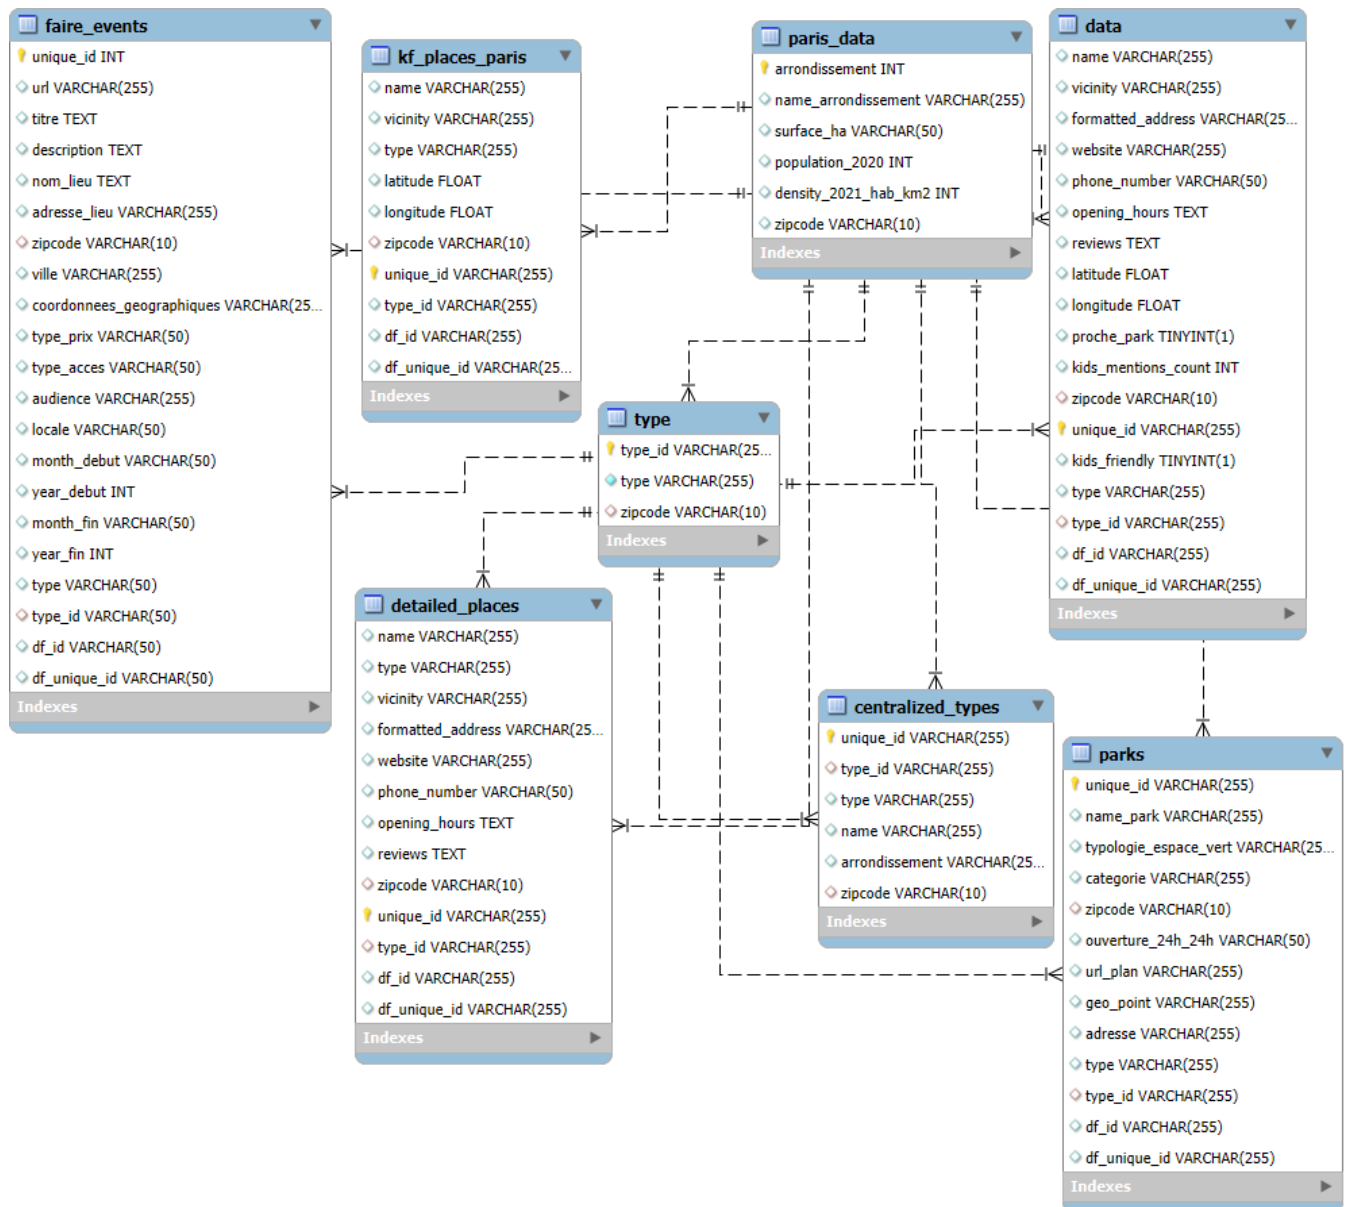 faire_events
unique_id INT
url VARCHAR(255)
titre TEXT
description TEXT
nom_lieu TEXT
adresse_lieu VARCHAR(255)
zipcode VARCHAR(10)
ville VARCHAR(255)
coordonnees_geographiques VARCHAR(25...
type_prix VARCHAR(50)
type_acces VARCHAR(50)
audience VARCHAR(255)
locale VARCHAR(50)
month_debut VARCHAR(50)
year_debut INT
month_fin VARCHAR(50)
year_fin INT
type VARCHAR(50)
type_id VARCHAR(50)
df_id VARCHAR(50)
df_unique_id VARCHAR(50)
Indexes
kf_places_paris
name VARCHAR(255)
vicinity VARCHAR(255)
type VARCHAR(255)
latitude FLOAT
longitude FLOAT
zipcode VARCHAR(10)
unique_id VARCHAR(255)
type_id VARCHAR(255)
df_id VARCHAR(255)
df_unique_id VARCHAR(25...
Indexes
paris_data
arrondissement INT
name_arrondissement VARCHAR(255)
surface_ha VARCHAR(50)
population_2020 INT
density_2021_hab_km2 INT
zipcode VARCHAR(10)
Indexes
data
name VARCHAR(255)
vicinity VARCHAR(255)
formatted_address VARCHAR(25...
website VARCHAR(255)
phone_number VARCHAR(50)
opening_hours TEXT
reviews TEXT
latitude FLOAT
longitude FLOAT
proche_park TINYINT(1)
kids_mentions_count INT
zipcode VARCHAR(10)
unique_id VARCHAR(255)
kids_friendly TINYINT(1)
type VARCHAR(255)
type_id VARCHAR(255)
df_id VARCHAR(255)
df_unique_id VARCHAR(255)
Indexes
type
type_id VARCHAR(25...
type VARCHAR(255)
zipcode VARCHAR(10)
Indexes
detailed_places
name VARCHAR(255)
type VARCHAR(255)
vicinity VARCHAR(255)
formatted_address VARCHAR(25...
website VARCHAR(255)
phone_number VARCHAR(50)
opening_hours TEXT
reviews TEXT
zipcode VARCHAR(10)
unique_id VARCHAR(255)
type_id VARCHAR(255)
df_id VARCHAR(255)
df_unique_id VARCHAR(255)
Indexes
centralized_types
unique_id VARCHAR(255)
type_id VARCHAR(255)
type VARCHAR(255)
name VARCHAR(255)
arrondissement VARCHAR(25...
zipcode VARCHAR(10)
Indexes
parks
unique_id VARCHAR(255)
name_park VARCHAR(255)
typologie_espace_vert VARCHAR(25...
categorie VARCHAR(255)
zipcode VARCHAR(10)
ouverture_24h_24h VARCHAR(50)
url_plan VARCHAR(255)
geo_point VARCHAR(255)
adresse VARCHAR(255)
type VARCHAR(255)
type_id VARCHAR(255)
df_id VARCHAR(255)
df_unique_id VARCHAR(255)
Indexes